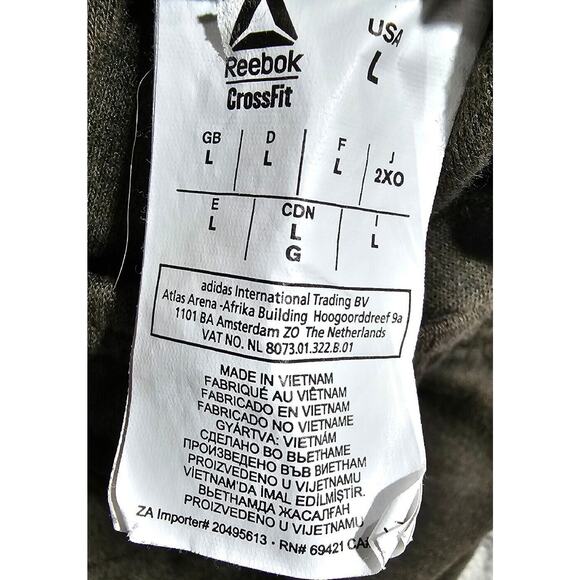 USA
L
Reebok
CrossFit
GB D F J
L L L 2XO
E CDN I
L L L
G
adidas International Trading BV
Atlas Arena -Afrika Building Hoogoorddreef 9a
1101 BA Amsterdam ZO The Netherlands
VAT NO. NL 8073.01.322.B.01
MADE IN VIETNAM
FABRIQUÉ AU VIÊTNAM
FABRICADO EN VIETNAM
FABRICADO NO VIETNAME
GYÁRTVA: VIETNÁM
СДЕЛАНО ВО ВЬЕТНАМЕ
ПРОИЗВЕДЕНО ВЪВ ВИЕТНАМ
PROIZVEDENO U VIJETNAMU
VIETNAM'DA İMAL EDİLMİŞTİR.
ВЬЕТНАМДА ЖАСАЛҒАН
PROIZVEDENO U VIJETNAMU
ZA Importer# 20495613 • RN# 69421